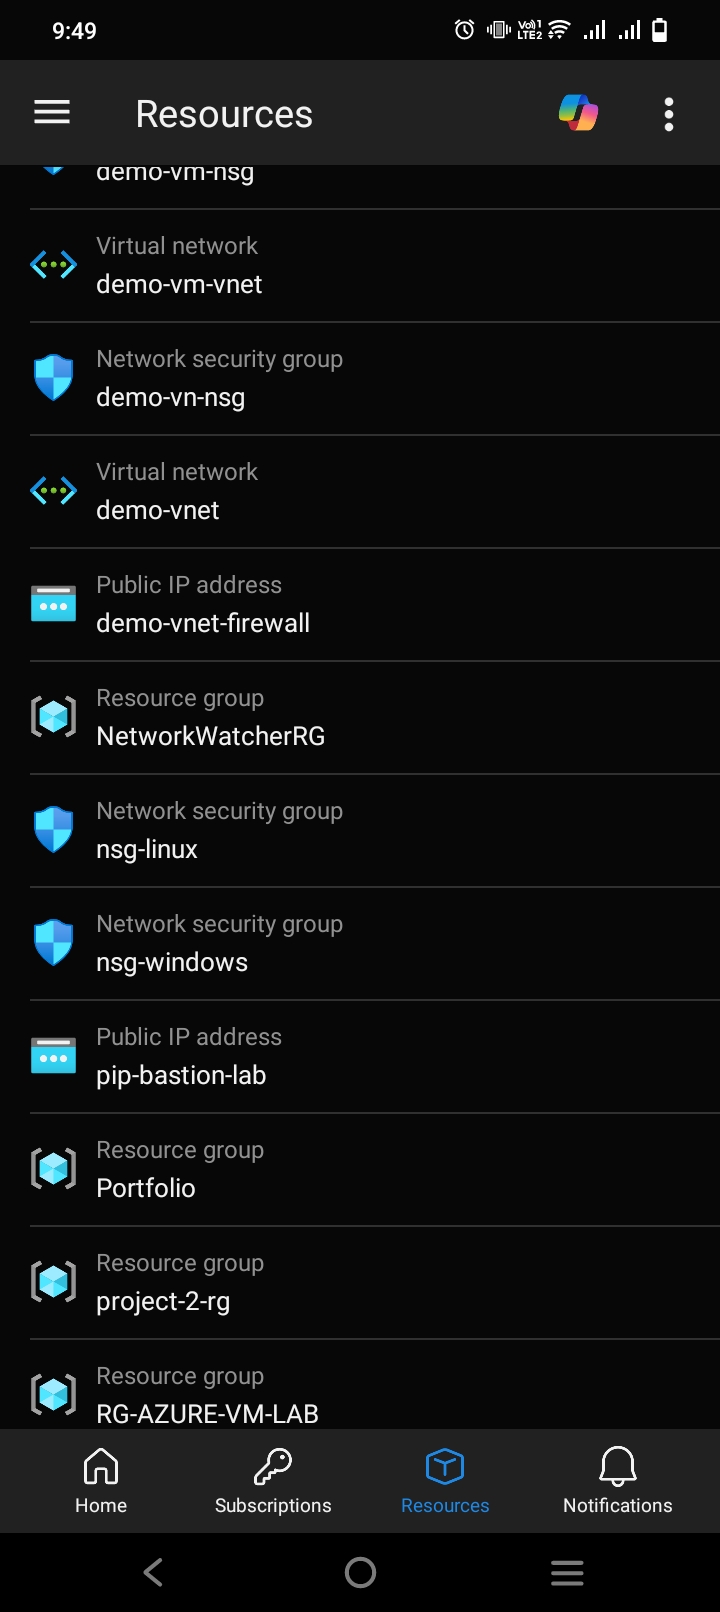 9:49
Vo))1
LTE2
Resources
demo-vm-nsg
Virtual network
demo-vm-vnet
Network security group
demo-vn-nsg
Virtual network
demo-vnet
Public IP address
demo-vnet-firewall
Resource group
NetworkWatcherRG
Network security group
nsg-linux
Network security group
nsg-windows
Public IP address
pip-bastion-lab
Resource group
Portfolio
Resource group
project-2-rg
Resource group
RG-AZURE-VM-LAB
Home
Subscriptions
Resources
Notifications